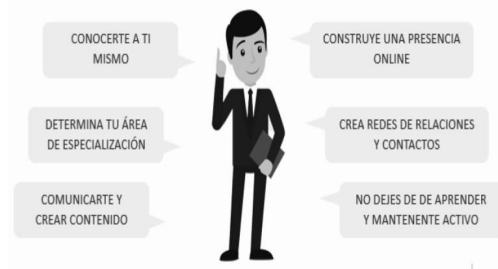 CONOCERTE A TI
MISMO
DETERMINA TU ÁREA
DE ESPECIALIZACIÓN
COMUNICARTE Y
CREAR CONTENIDO
CONSTRUYE UNA PRESENCIA
ONLINE
CREA REDES DE RELACIONES
Y CONTACTOS
NO DEJES DE DE APRENDER
Y MANTENENTE ACTIVO